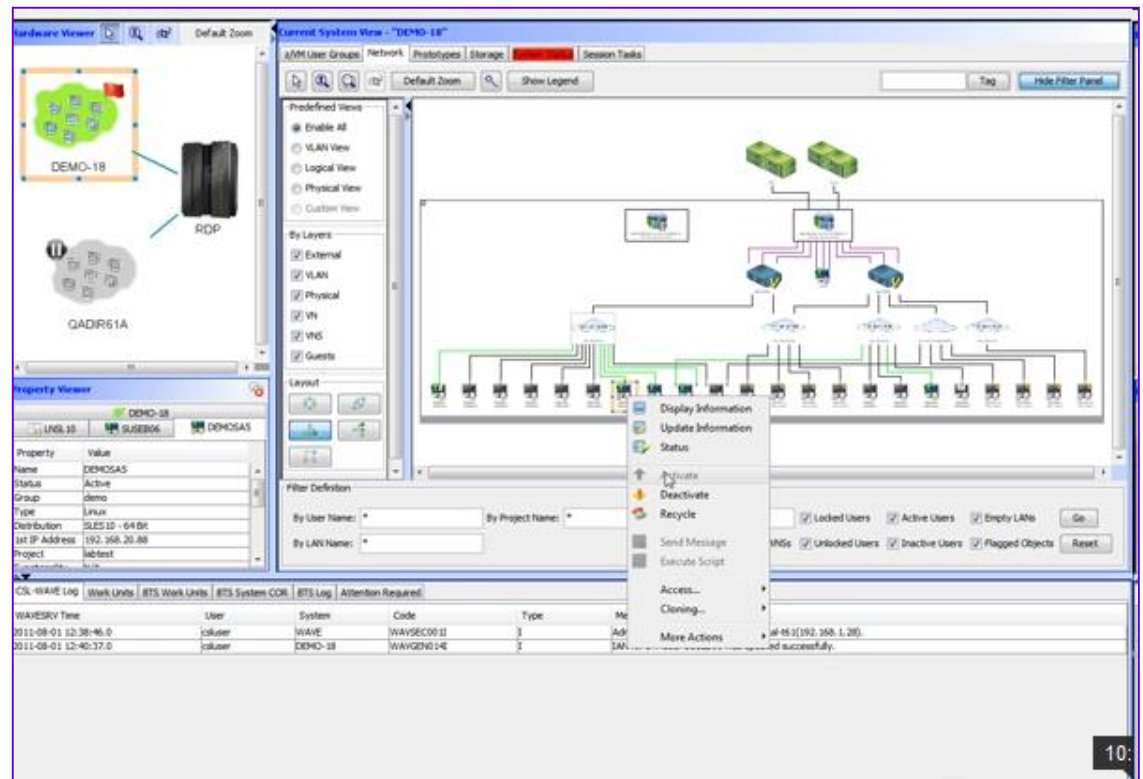 Hardware Viewer Default Zoom
DEMO-18
RDP
QADIR61A
Property Viewer
DEMO-18
LNSL10 SUSEB06 DEMOSAS
Property Value
Name DEMOSAS
Status Active
Group demo
Type Linux
Distribution SLES10 - 64 Bit
1st IP Address 192.168.20.88
Project labtest
Current System View - "DEMO-18"
z/VM User Groups Network Prototypes Storage Session Tasks
Default Zoom Show Legend Tag Hide Filter Panel
Predefined Views
Enable All
VLAN View
Logical View
Physical View
Custom View
By Layers
External
VLAN
Physical
VN
VNS
Guests
Layout
Display Information
Update Information
Status
Activate
Deactivate
Recycle
Send Message
Execute Script
Access...
Cloning...
More Actions
Filter Definition
By User Name: * By Project Name: * Locked Users Active Users Empty LANs Go
By LAN Name: * Unlocked Users Inactive Users Flagged Objects Reset
CSL-WAVE Log Work Units BTS Work Units BTS System COR BTS Log Attention Required
WAVESRV Time User System Code Type
2011-08-01 12:38:46.0 csluser WAVE WAVSEC001I I
2011-08-01 12:40:37.0 csluser DEMO-18 WAVGEN014I I successfully.
10: